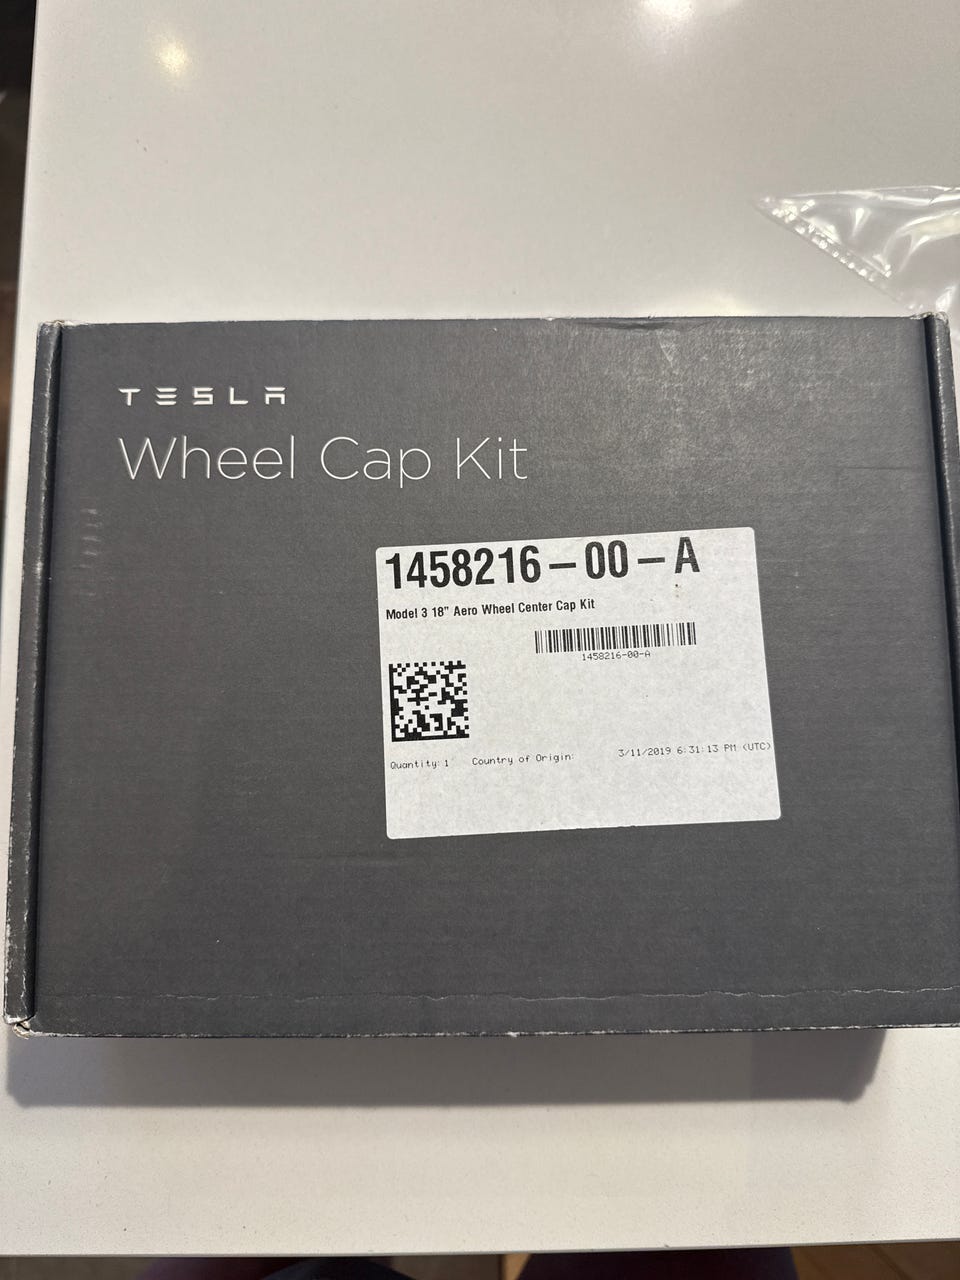 TESLA
Wheel Cap Kit
1458216-00-A
Model 3 18" Aero Wheel Center Cap Kit
1458216-00-A
Quantity: 1 Country of Origin: 3/11/2019 6:31:13 PM (UTC)